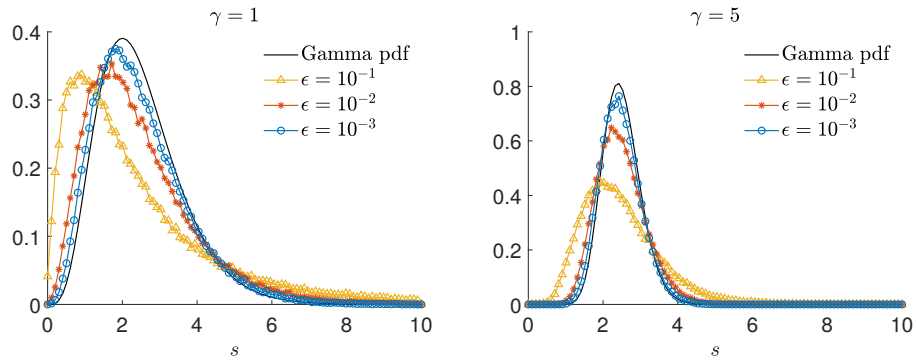 γ = 1
0.4
0.3
0.2
0.1
0
0 2 4 6 8 10
s
Gamma pdf
ϵ = 10⁻¹
ϵ = 10⁻²
ϵ = 10⁻³
γ = 5
1
0.8
0.6
0.4
0.2
0
0 2 4 6 8 10
s
Gamma pdf
ϵ = 10⁻¹
ϵ = 10⁻²
ϵ = 10⁻³